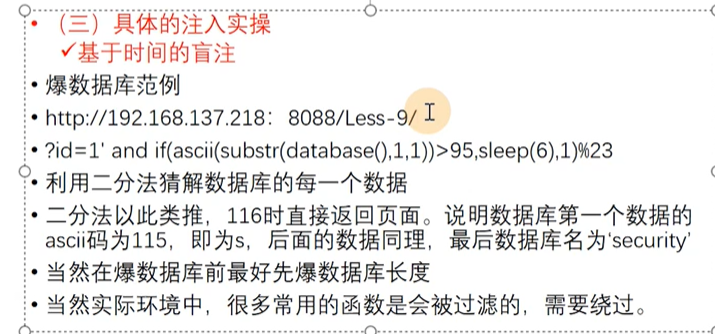 • （三）具体的注入实操
✓基于时间的盲注
• 爆数据库范例
• http://192.168.137.218：8088/Less-9/
• ?id=1' and if(ascii(substr(database(),1,1))>95,sleep(6),1)%23
• 利用二分法猜解数据库的每一个数据
• 二分法以此类推，116时直接返回页面。说明数据库第一个数据的
ascii码为115，即为s，后面的数据同理，最后数据库名为‘security’
• 当然在爆数据库前最好先爆数据库长度
• 当然实际环境中，很多常用的函数是会被过滤的，需要绕过。